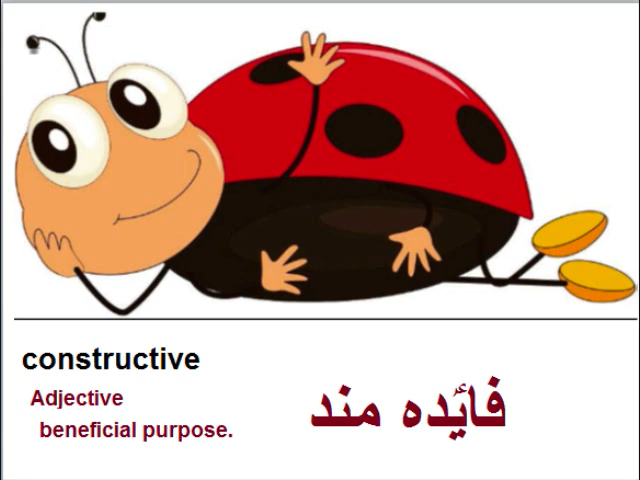 constructive
Adjective
beneficial purpose.
فائدہ مند